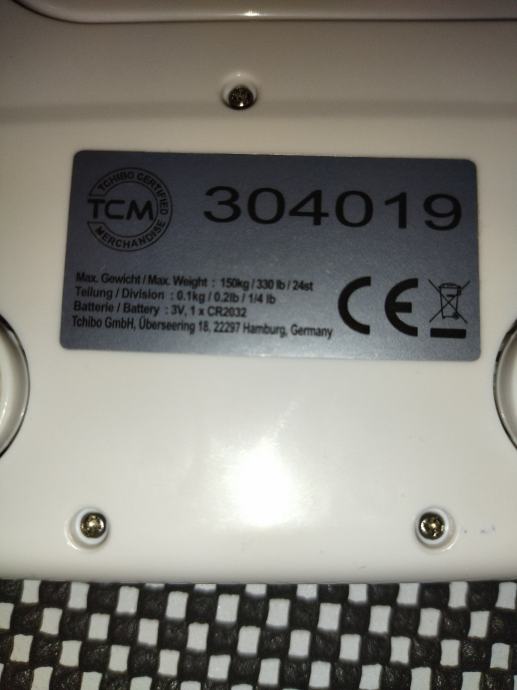 TCHIBO CERTIFIED
TCM
MERCHANDISE
304019
Max. Gewicht / Max. Weight : 150kg / 330 lb / 24st
Teilung / Division : 0.1kg / 0.2lb / 1/4 lb
Batterie / Battery : 3V, 1 x CR2032
Tchibo GmbH, Überseering 18, 22297 Hamburg, Germany
CE